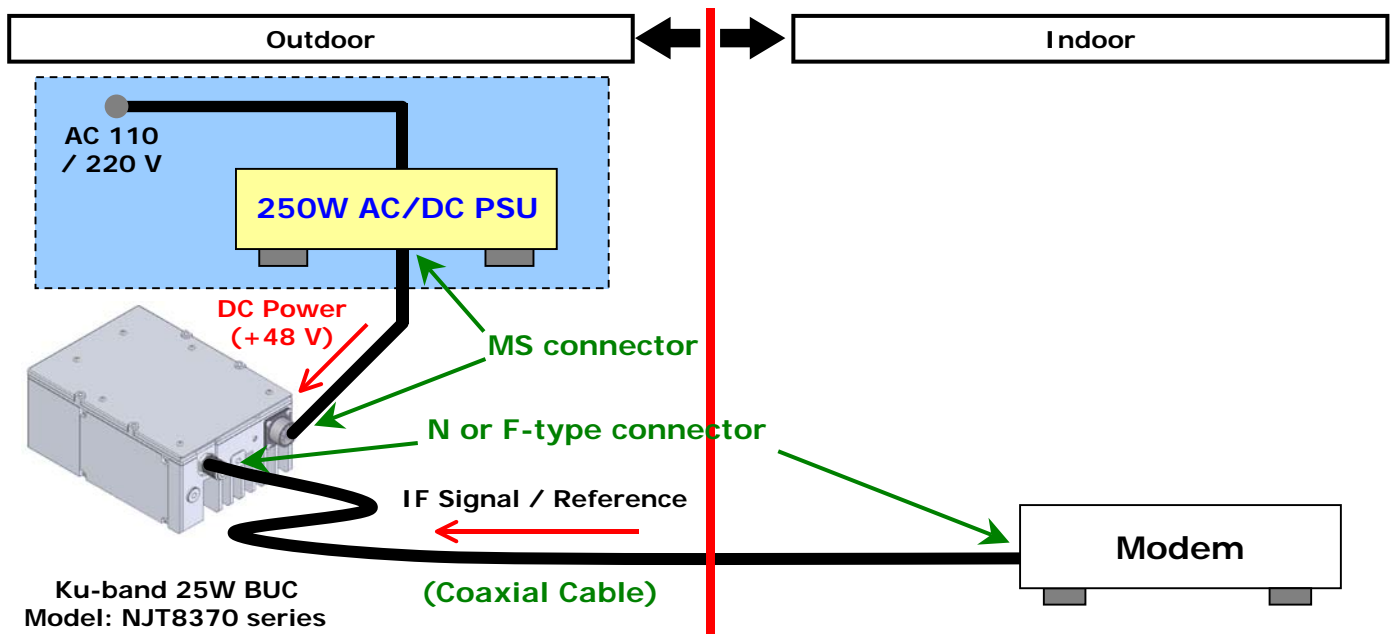 Outdoor
Indoor
AC 110
/ 220 V
250W AC/DC PSU
DC Power
(+48 V)
MS connector
N or F-type connector
IF Signal / Reference
Modem
(Coaxial Cable)
Ku-band 25W BUC
Model: NJT8370 series